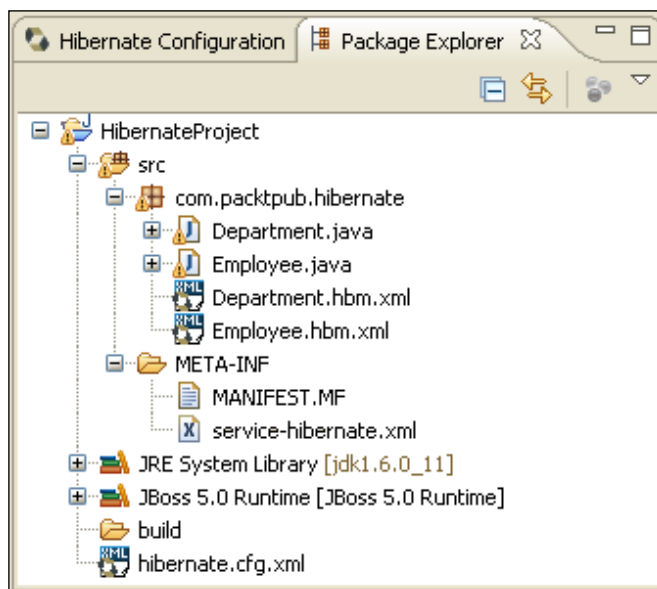 Hibernate Configuration Package Explorer
HibernateProject
src
com.packtpub.hibernate
Department.java
Employee.java
Department.hbm.xml
Employee.hbm.xml
META-INF
MANIFEST.MF
service-hibernate.xml
JRE System Library [jdk1.6.0_11]
JBoss 5.0 Runtime [JBoss 5.0 Runtime]
build
hibernate.cfg.xml